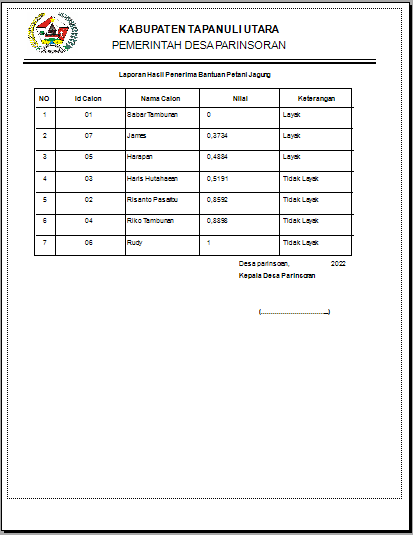 KABUPATEN TAPANULI UTARA
PEMERINTAH DESA PARINSORAN
Laporan Hasil Penerima Bantuan Petani Jagung
NO Id Calon Nama Calon Nilai Keterangan
1 01 Sabar Tambunan 0 Layak
2 07 James 0,3734 Layak
3 05 Harapan 0,4884 Layak
4 03 Haris Hutahaean 0,5191 Tidak Layak
5 02 Risanto Pasaribu 0,8592 Tidak Layak
6 04 Riko Tambunan 0,8898 Tidak Layak
7 06 Rudy 1 Tidak Layak
Desa parinsoran, 2022
Kepala Desa Parinsoran
(.......................................)